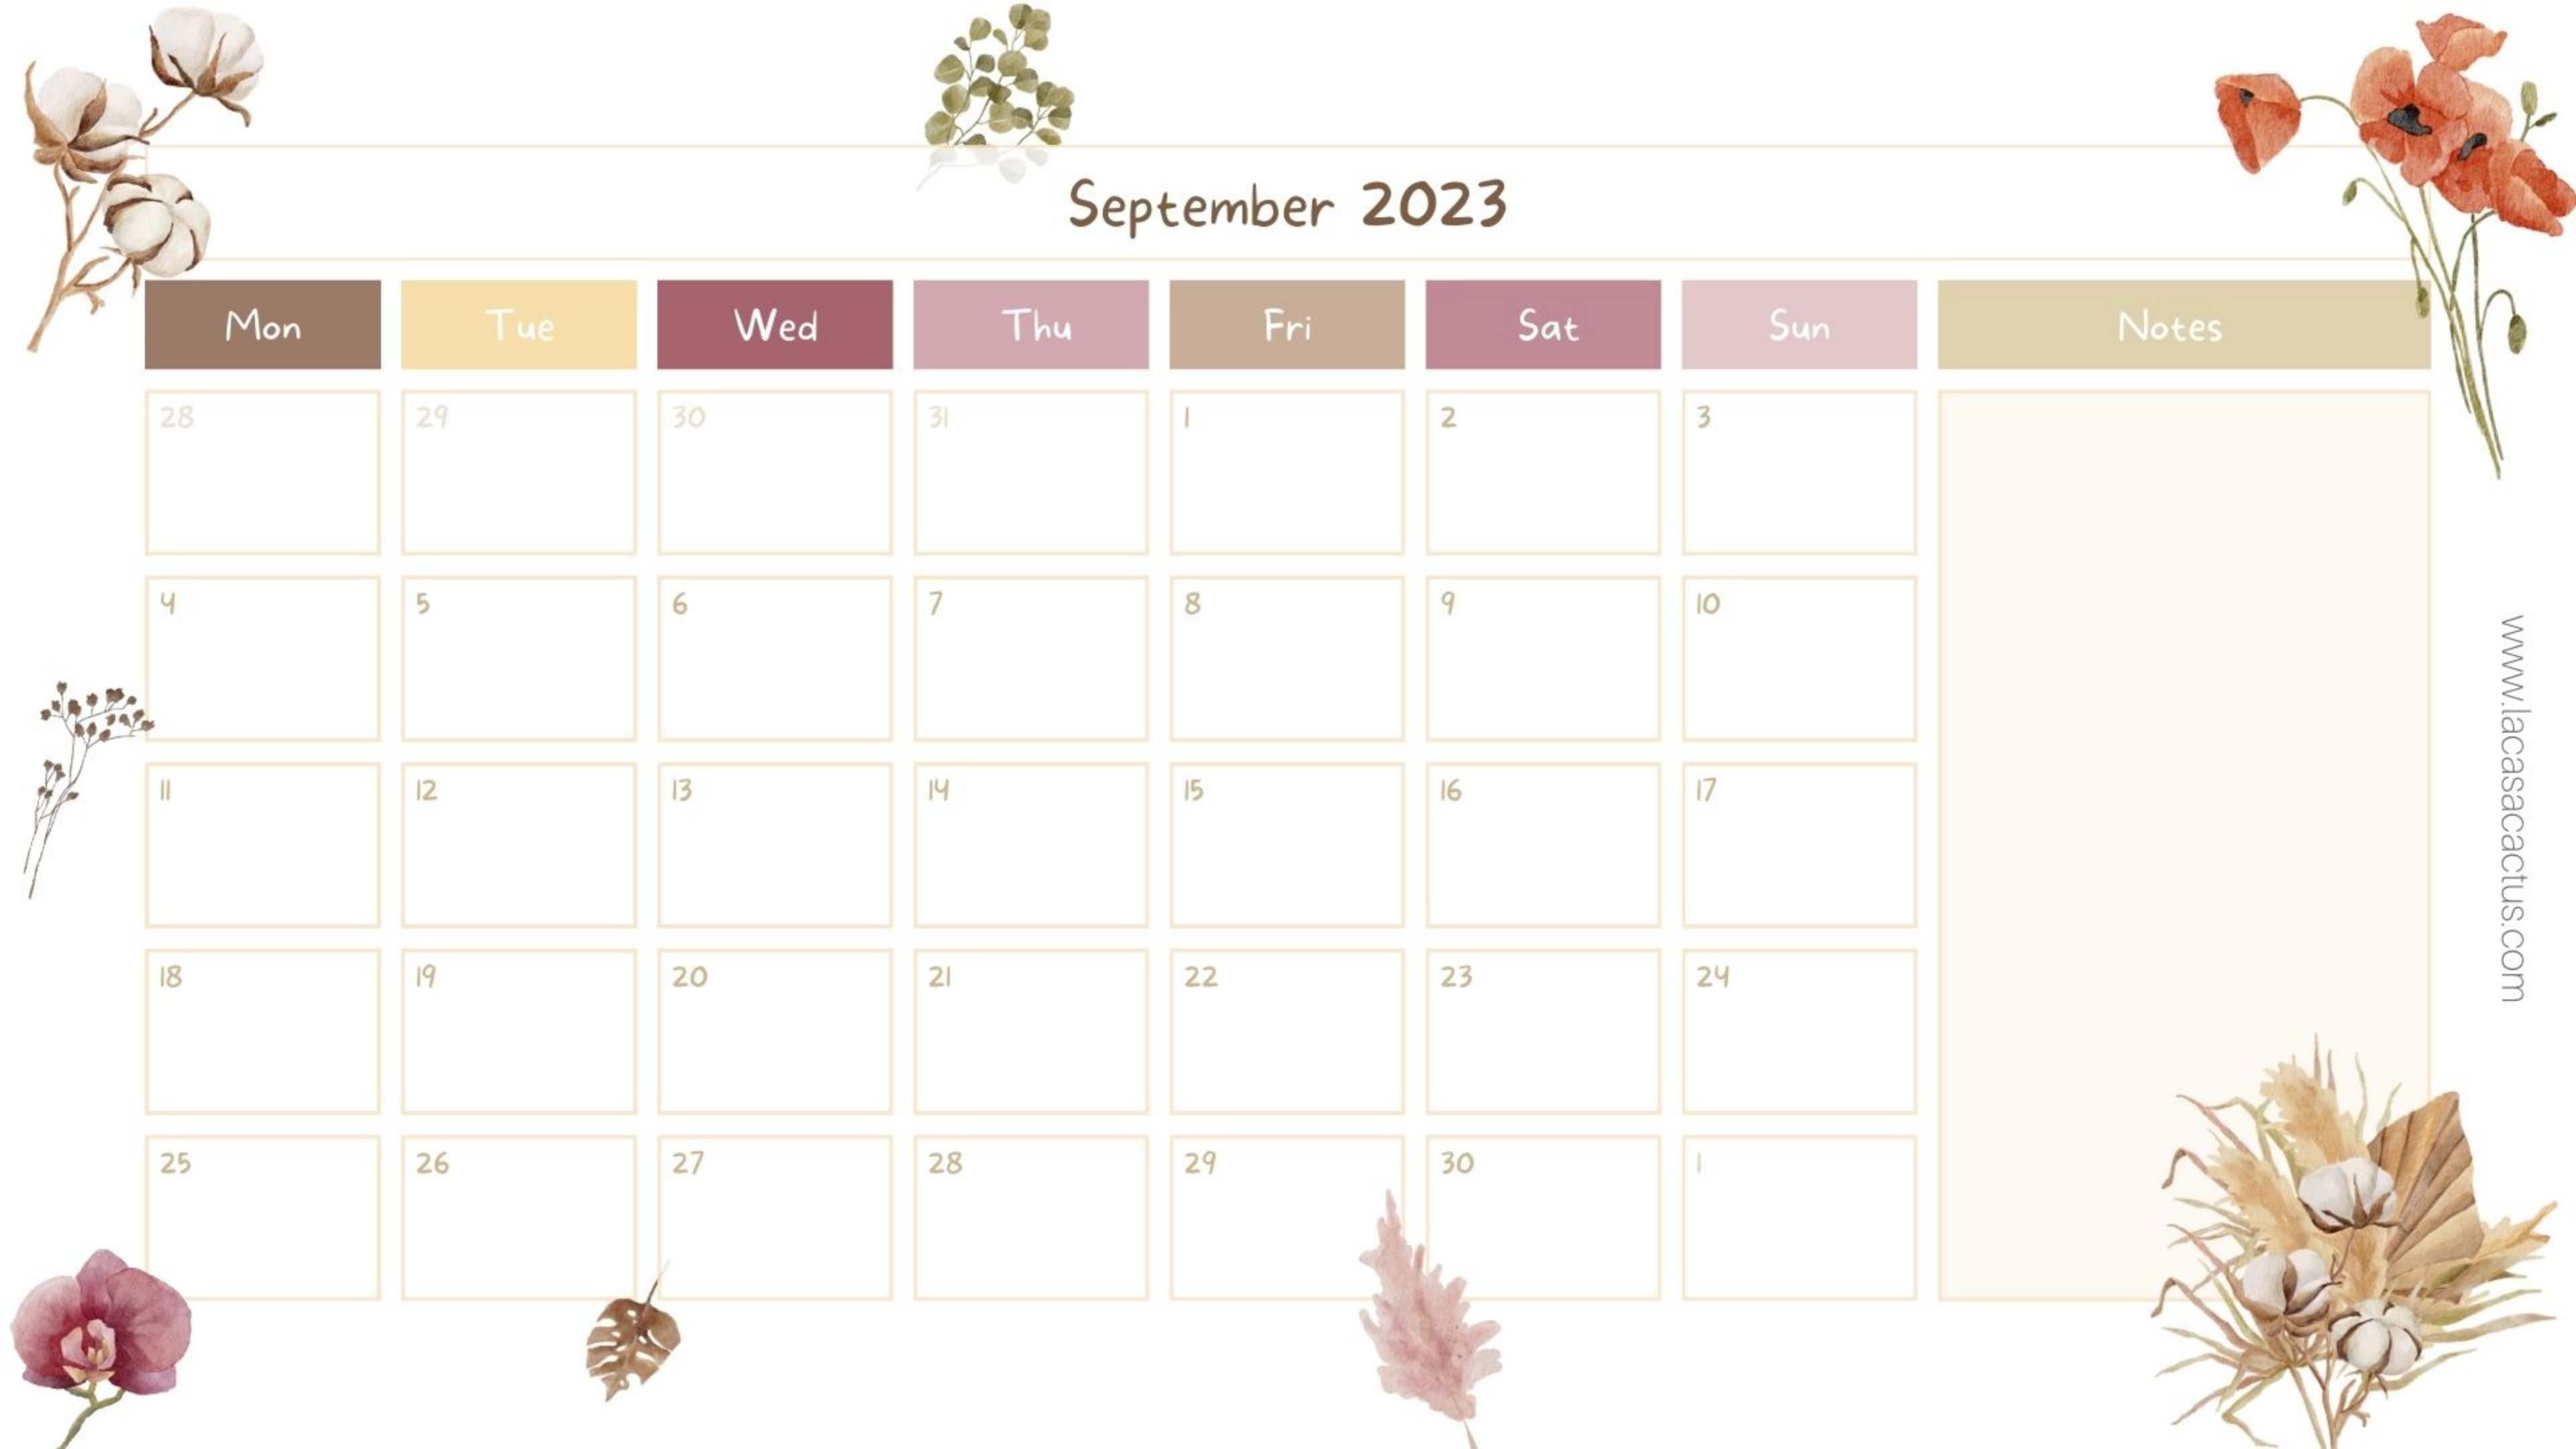 September 2023
Mon Tue Wed Thu Fri Sat Sun Notes
28 29 30 31 1 2 3
4 5 6 7 8 9 10
11 12 13 14 15 16 17
18 19 20 21 22 23 24
25 26 27 28 29 30 1
www.lacasacactus.com